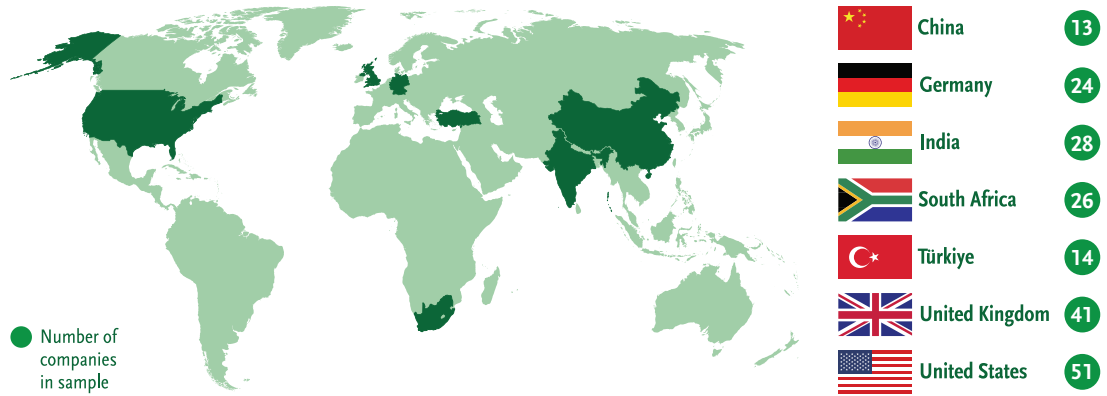 China 13
Germany 24
India 28
South Africa 26
Türkiye 14
United Kingdom 41
United States 51
Number of
companies
in sample